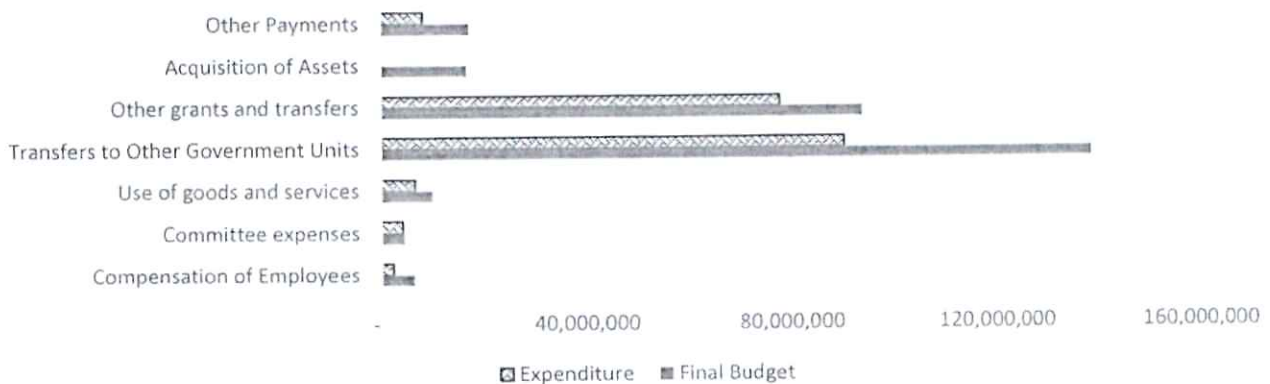 Other Payments
Acquisition of Assets
Other grants and transfers
Transfers to Other Government Units
Use of goods and services
Committee expenses
Compensation of Employees
- 40,000,000 80,000,000 120,000,000 160,000,000
Expenditure Final Budget